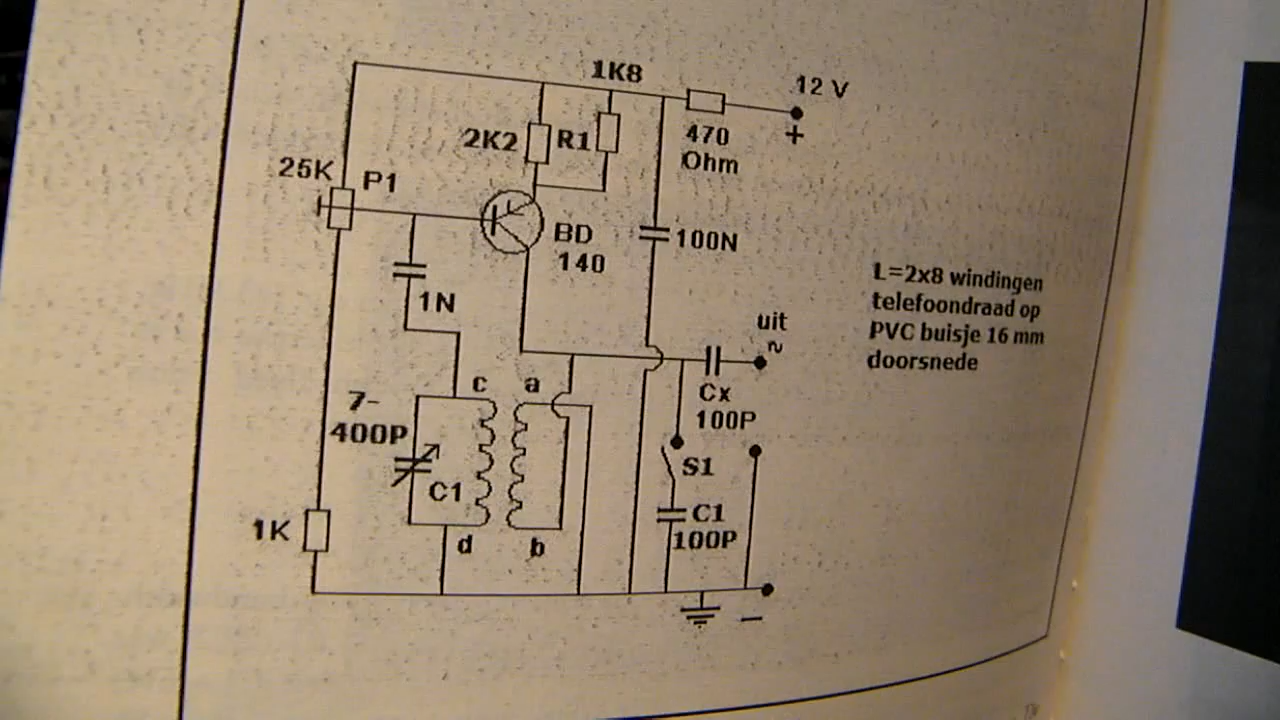 1K8
12 V
+
2K2
R1
470
Ohm
25K
P1
BD
140
100N
1N
L=2x8 windingen
telefoondraad op
PVC buisje 16 mm
doorsnede
uit
~
c
a
Cx
100P
7-
400P
C1
S1
C1
100P
1K
d
b
−